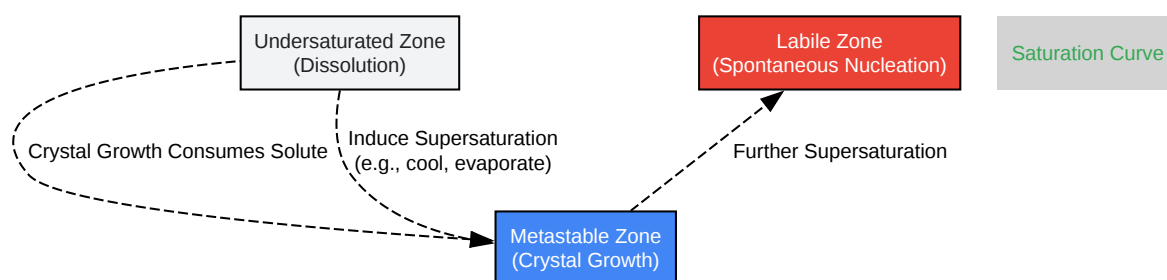 Undersaturated Zone
(Dissolution)
Labile Zone
(Spontaneous Nucleation)
Saturation Curve
Crystal Growth Consumes Solute
Induce Supersaturation
(e.g., cool, evaporate)
Further Supersaturation
Metastable Zone
(Crystal Growth)